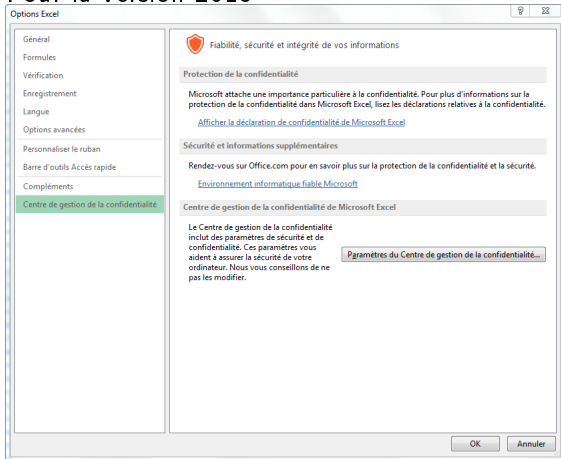 Pour la version 2013
Options Excel
Général
Formules
Vérification
Enregistrement
Langue
Options avancées
Personnaliser le ruban
Barre d'outils Accès rapide
Compléments
Centre de gestion de la confidentialité
Fiabilité, sécurité et intégrité de vos informations
Protection de la confidentialité
Microsoft attache une importance particulière à la confidentialité. Pour plus d'informations sur la
protection de la confidentialité dans Microsoft Excel, lisez les déclarations relatives à la confidentialité.
Afficher la déclaration de confidentialité de Microsoft Excel
Sécurité et informations supplémentaires
Rendez-vous sur Office.com pour en savoir plus sur la protection de la confidentialité et la sécurité.
Environnement informatique fiable Microsoft
Centre de gestion de la confidentialité de Microsoft Excel
Le Centre de gestion de la confidentialité
inclut des paramètres de sécurité et de
confidentialité. Ces paramètres vous
aident à assurer la sécurité de votre
ordinateur. Nous vous conseillons de ne
pas les modifier.
Paramètres du Centre de gestion de la confidentialité...
OK
Annuler